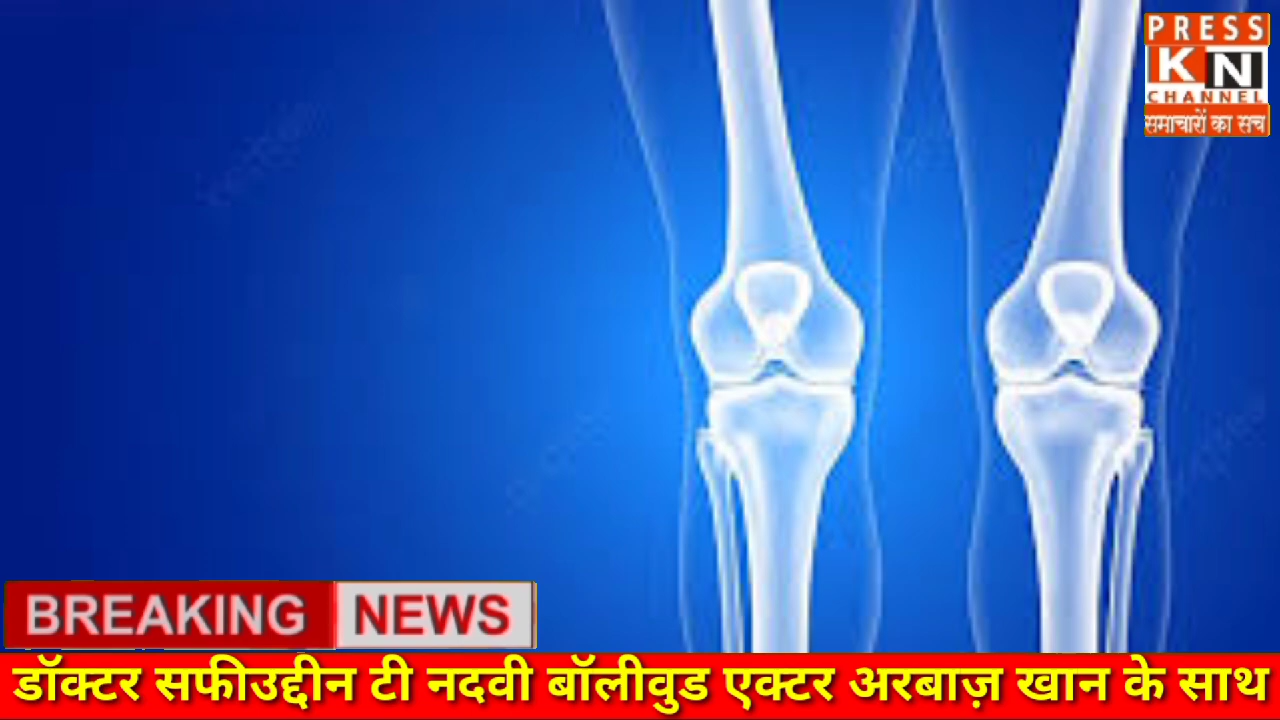 PRESS
KN
CHANNEL
समाचारों का सच
BREAKING NEWS
डॉक्टर सफीउद्दीन टी नदवी बॉलीवुड एक्टर अरबाज़ खान के साथ